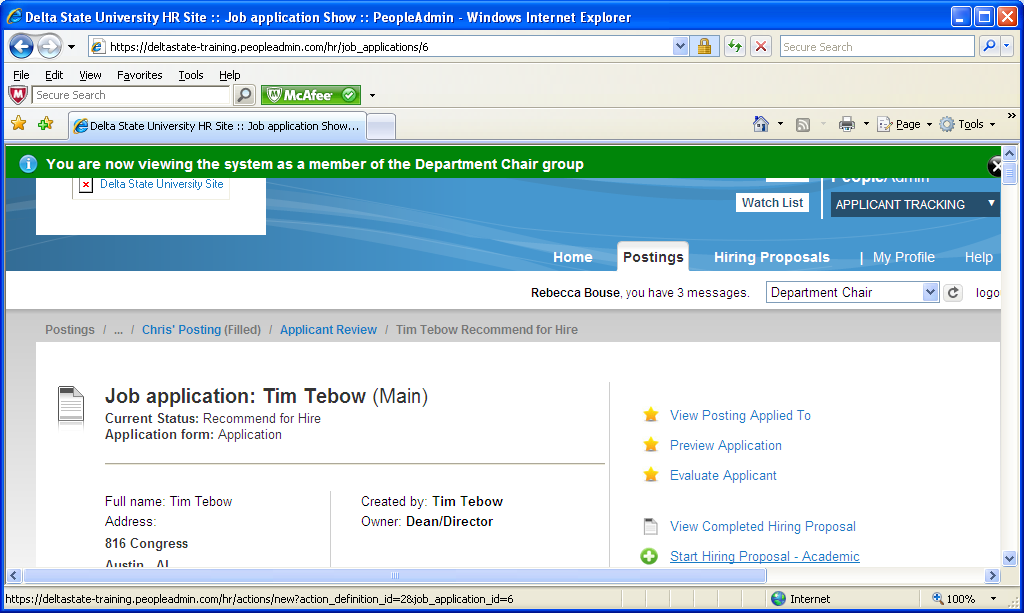 Delta State University HR Site :: Job application Show :: PeopleAdmin - Windows Internet Explorer
https://deltastate-training.peopleadmin.com/hr/job_applications/6
Secure Search
File Edit View Favorites Tools Help
Secure Search
McAfee
Delta State University HR Site :: Job application Show...
Page Tools »
You are now viewing the system as a member of the Department Chair group
Delta State University Site
PeopleAdmin
Watch List
APPLICANT TRACKING
Home Postings Hiring Proposals | My Profile Help
Rebecca Bouse, you have 3 messages. Department Chair logo
Postings / ... / Chris' Posting (Filled) / Applicant Review / Tim Tebow Recommend for Hire
Job application: Tim Tebow (Main)
Current Status: Recommend for Hire
Application form: Application
View Posting Applied To
Preview Application
Evaluate Applicant
Full name: Tim Tebow
Address:
816 Congress
Austin, AL
Created by: Tim Tebow
Owner: Dean/Director
View Completed Hiring Proposal
Start Hiring Proposal - Academic
https://deltastate-training.peopleadmin.com/hr/actions/new?action_definition_id=2&job_application_id=6
Internet
100%